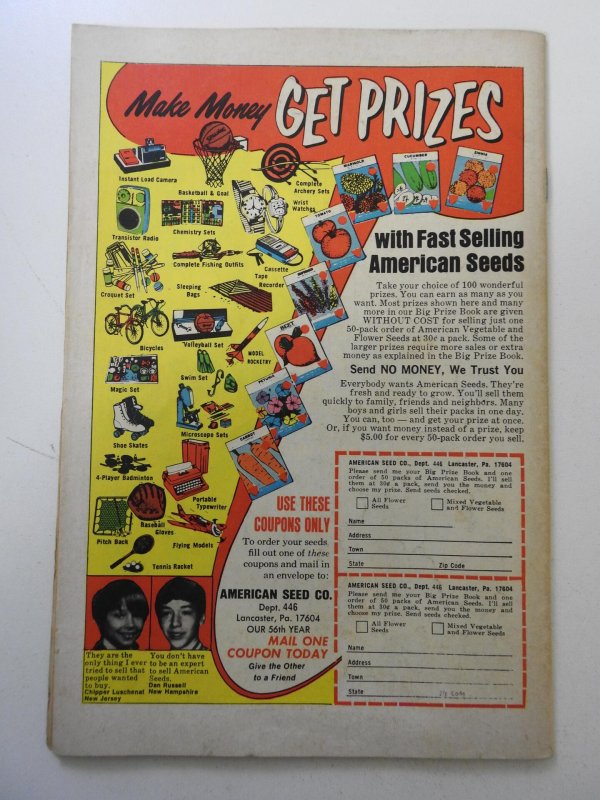 Make Money GET PRIZES
with Fast Selling
American Seeds
Take your choice of 100 wonderful
prizes. You can earn as many as you
want. Most prizes shown here and many
more in our Big Prize Book are given
WITHOUT COST for selling just one
50-pack order of American Vegetable and
Flower Seeds at 30¢ a pack. Some of the
larger prizes require more sales or extra
money as explained in the Big Prize Book.
Send NO MONEY, We Trust You
Everybody wants American Seeds. They're
fresh and ready to grow. You'll sell them
quickly to family, friends and neighbors. Many
boys and girls sell their packs in one day.
You can, too — and get your prize at once.
Or, if you want money instead of a prize, keep
$5.00 for every 50-pack order you sell.
Instant Load Camera
Basketball & Goal
Complete
Archery Sets
Wrist
Watches
Transistor Radio
Chemistry Sets
Complete Fishing Outfits
Cassette
Tape
Recorder
Croquet Set
Sleeping
Bags
Bicycles
Volleyball Set
MODEL
ROCKETRY
Magic Set
Swim Set
Shoe Skates
Microscope Sets
4-Player Badminton
Portable
Typewriter
Baseball
Gloves
Pitch Back
Flying Models
Tennis Racket
CUCUMBER
TOMATO
BEET
PETUNIA
CARROT
USE THESE
COUPONS ONLY
To order your seeds,
fill out one of these
coupons and mail in
an envelope to:
AMERICAN SEED CO.
Dept. 446
Lancaster, Pa. 17604
OUR 56th YEAR
MAIL ONE
COUPON TODAY
Give the Other
to a Friend
They are the
only thing I ever
tried to sell that
people wanted
to buy.
Chipper Luschenat
New Jersey
You don't have
to be an expert
to sell American
Seeds.
Dan Russell
New Hampshire
AMERICAN SEED CO., Dept. 446 Lancaster, Pa. 17604
Please send me your Big Prize Book and one
order of 50 packs of American Seeds. I'll sell
them at 30¢ a pack, send you the money and
choose my prize. Send seeds checked.
All Flower
Seeds
Mixed Vegetable
and Flower Seeds
Name
Address
Town
State Zip Code
AMERICAN SEED CO., Dept. 446 Lancaster, Pa. 17604
Please send me your Big Prize Book and one
order of 50 packs of American Seeds. I'll sell
them at 30¢ a pack, send you the money and
choose my prize. Send seeds checked.
All Flower
Seeds
Mixed Vegetable
and Flower Seeds
Name
Address
Town
State Zip Code